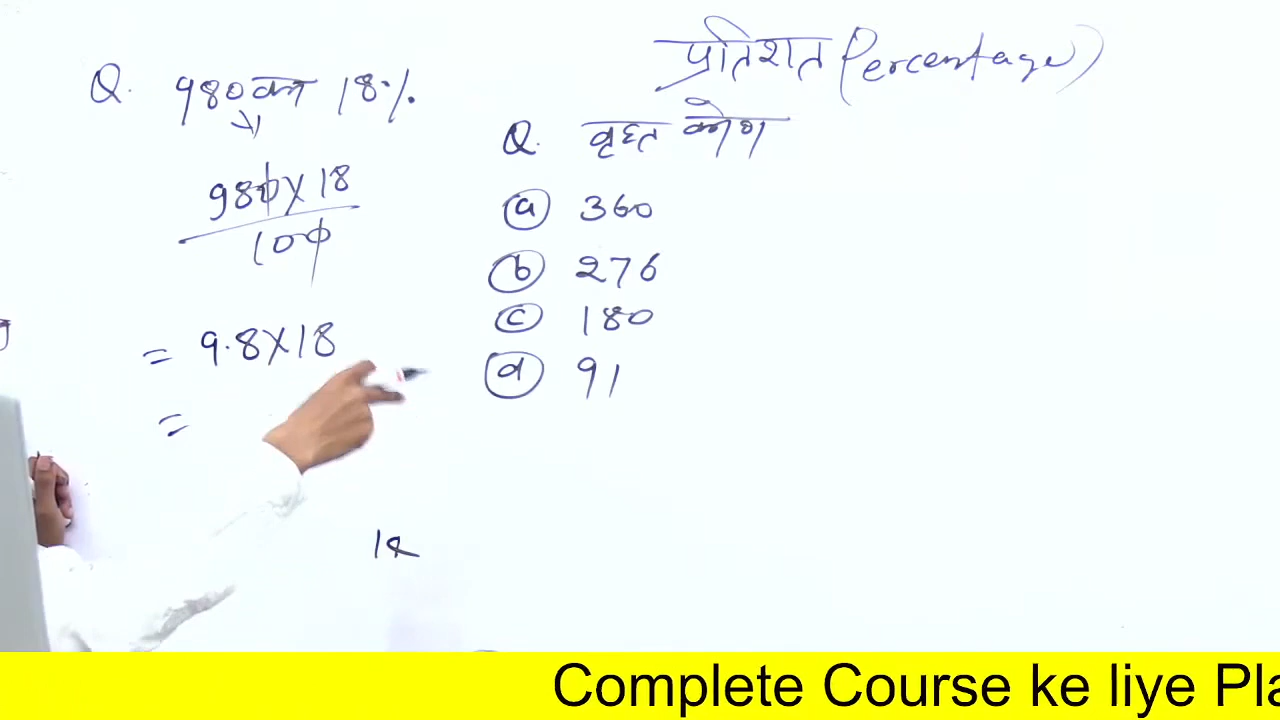 प्रतिशत (Percentage)
Q. 980 का 18%
980 X 18
100
= 9.8 X 18
=
Q. वृहत कोण
(a) 360
(b) 276
(c) 180
(d) 91
18
Complete Course ke liye Pla